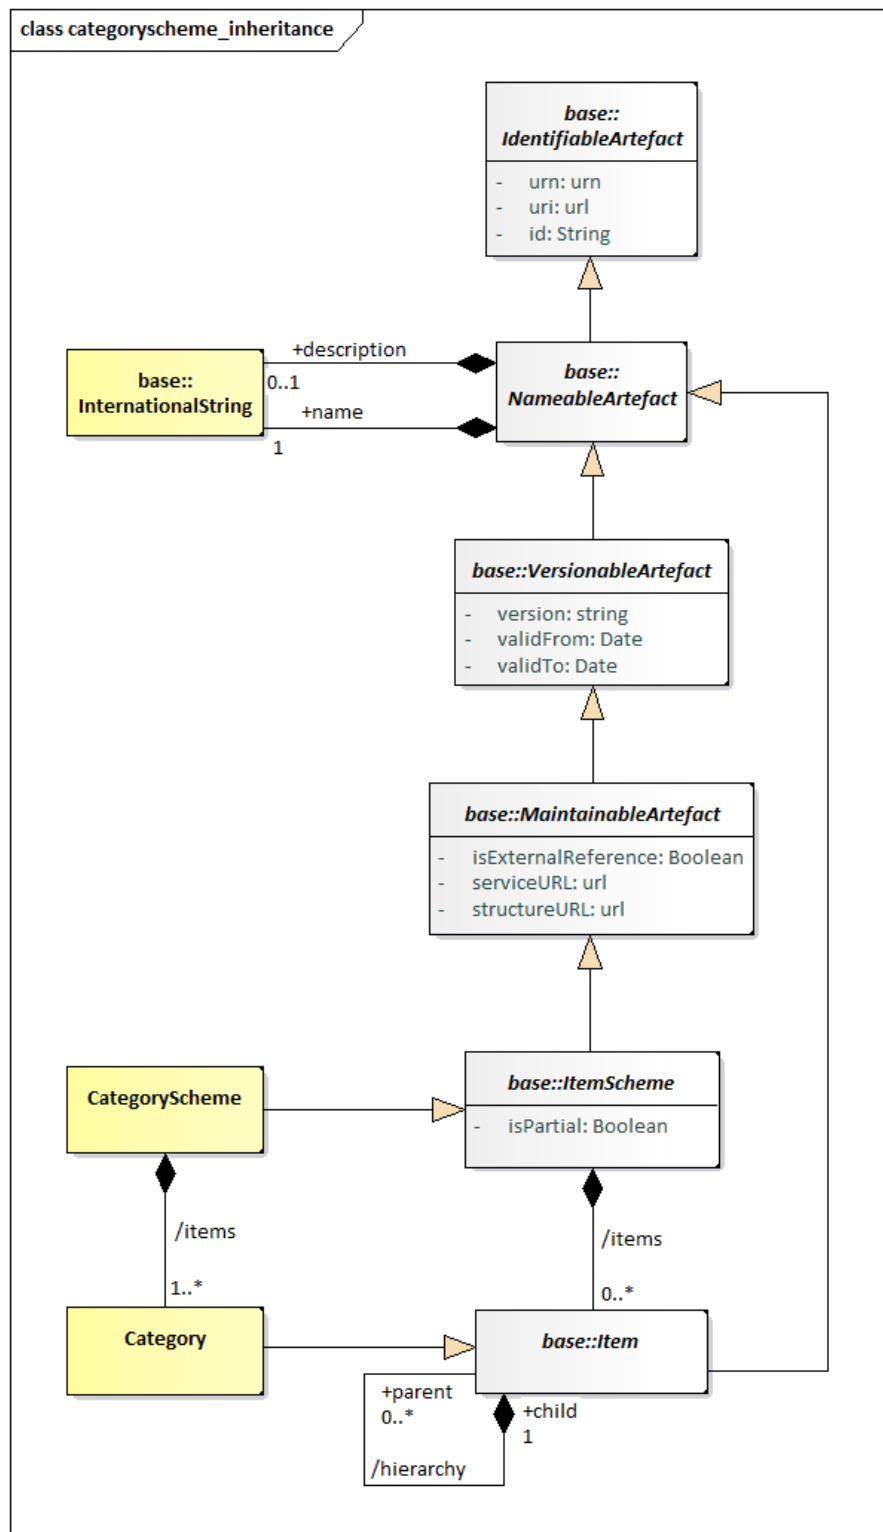 class categoryscheme_inheritance
base::
IdentifiableArtefact
- urn: urn
- uri: url
- id: String
+description
0..1
base::
InternationalString
+name
1
base::
NameableArtefact
base::VersionableArtefact
- version: string
- validFrom: Date
- validTo: Date
base::MaintainableArtefact
- isExternalReference: Boolean
- serviceURL: url
- structureURL: url
CategoryScheme
base::ItemScheme
- isPartial: Boolean
/items
1..*
/items
0..*
Category
base::Item
+parent
0..*
+child
1
/hierarchy